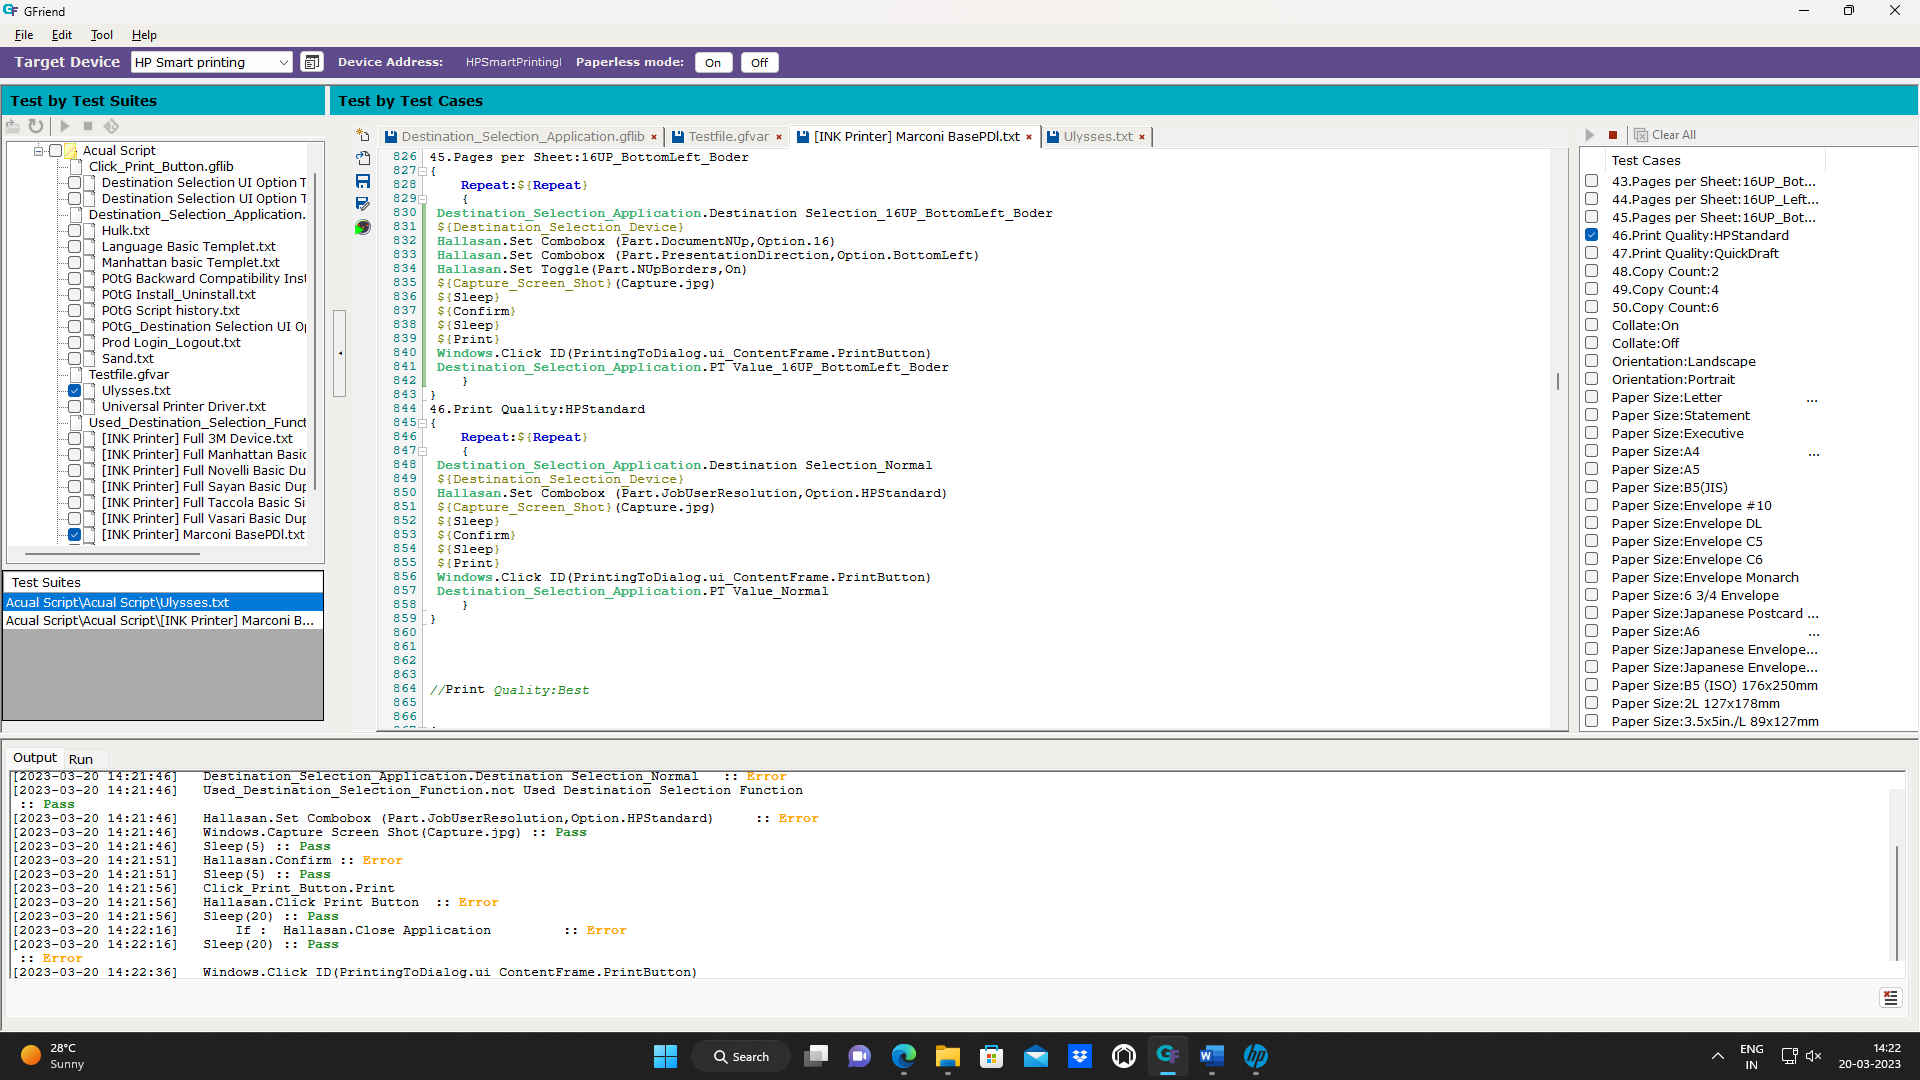 GFriend
File Edit Tool Help
Target Device HP Smart printing Device Address: HPSmartPrintingI Paperless mode: On Off
Test by Test Suites
Acual Script
Click_Print_Button.gflib
Destination Selection UI Option T
Destination Selection UI Option T
Destination_Selection_Application.
Hulk.txt
Language Basic Templet.txt
Manhattan basic Templet.txt
POtG Backward Compatibility Inst
POtG Install_Uninstall.txt
POtG Script history.txt
POtG_Destination Selection UI Op
Prod Login_Logout.txt
Sand.txt
Testfile.gfvar
Ulysses.txt
Universal Printer Driver.txt
Used_Destination_Selection_Funct
[INK Printer] Full 3M Device.txt
[INK Printer] Full Manhattan Basic
[INK Printer] Full Novelli Basic Du
[INK Printer] Full Sayan Basic Dup
[INK Printer] Full Taccola Basic Si
[INK Printer] Full Vasari Basic Dup
[INK Printer] Marconi BasePDl.txt
Test Suites
Acual Script\Acual Script\Ulysses.txt
Acual Script\Acual Script\[INK Printer] Marconi B...
Test by Test Cases
Destination_Selection_Application.gflib × Testfile.gfvar × [INK Printer] Marconi BasePDl.txt × Ulysses.txt ×
826 45.Pages per Sheet:16UP_BottomLeft_Boder
827 {
828 Repeat:${Repeat}
829 {
830 Destination_Selection_Application.Destination Selection_16UP_BottomLeft_Boder
831 ${Destination_Selection_Device}
832 Hallasan.Set Combobox (Part.DocumentNUp,Option.16)
833 Hallasan.Set Combobox (Part.PresentationDirection,Option.BottomLeft)
834 Hallasan.Set Toggle(Part.NUpBorders,On)
835 ${Capture_Screen_Shot}(Capture.jpg)
836 ${Sleep}
837 ${Confirm}
838 ${Sleep}
839 ${Print}
840 Windows.Click ID(PrintingToDialog.ui_ContentFrame.PrintButton)
841 Destination_Selection_Application.PT Value_16UP_BottomLeft_Boder
842 }
843 }
844 46.Print Quality:HPStandard
845 {
846 Repeat:${Repeat}
847 {
848 Destination_Selection_Application.Destination Selection_Normal
849 ${Destination_Selection_Device}
850 Hallasan.Set Combobox (Part.JobUserResolution,Option.HPStandard)
851 ${Capture_Screen_Shot}(Capture.jpg)
852 ${Sleep}
853 ${Confirm}
854 ${Sleep}
855 ${Print}
856 Windows.Click ID(PrintingToDialog.ui_ContentFrame.PrintButton)
857 Destination_Selection_Application.PT Value_Normal
858 }
859 }
860
861
862
863
864 //Print Quality:Best
865
866
Clear All
Test Cases
43.Pages per Sheet:16UP_Bot...
44.Pages per Sheet:16UP_Left...
45.Pages per Sheet:16UP_Bot...
46.Print Quality:HPStandard
47.Print Quality:QuickDraft
48.Copy Count:2
49.Copy Count:4
50.Copy Count:6
Collate:On
Collate:Off
Orientation:Landscape
Orientation:Portrait
Paper Size:Letter ...
Paper Size:Statement
Paper Size:Executive
Paper Size:A4 ...
Paper Size:A5
Paper Size:B5(JIS)
Paper Size:Envelope #10
Paper Size:Envelope DL
Paper Size:Envelope C5
Paper Size:Envelope C6
Paper Size:Envelope Monarch
Paper Size:6 3/4 Envelope
Paper Size:Japanese Postcard ...
Paper Size:A6 ...
Paper Size:Japanese Envelope...
Paper Size:Japanese Envelope...
Paper Size:B5 (ISO) 176x250mm
Paper Size:2L 127x178mm
Paper Size:3.5x5in./L 89x127mm
Output Run
[2023-03-20 14:21:46] Destination_Selection_Application.Destination Selection_Normal :: Error
[2023-03-20 14:21:46] Used_Destination_Selection_Function.not Used Destination Selection Function
:: Pass
[2023-03-20 14:21:46] Hallasan.Set Combobox (Part.JobUserResolution,Option.HPStandard) :: Error
[2023-03-20 14:21:46] Windows.Capture Screen Shot(Capture.jpg) :: Pass
[2023-03-20 14:21:46] Sleep(5) :: Pass
[2023-03-20 14:21:51] Hallasan.Confirm :: Error
[2023-03-20 14:21:51] Sleep(5) :: Pass
[2023-03-20 14:21:56] Click_Print_Button.Print
[2023-03-20 14:21:56] Hallasan.Click Print Button :: Error
[2023-03-20 14:21:56] Sleep(20) :: Pass
[2023-03-20 14:22:16] If : Hallasan.Close Application :: Error
[2023-03-20 14:22:16] Sleep(20) :: Pass
:: Error
[2023-03-20 14:22:36] Windows.Click ID(PrintingToDialog.ui_ContentFrame.PrintButton)
28°C
Sunny
Search
ENG
IN
14:22
20-03-2023